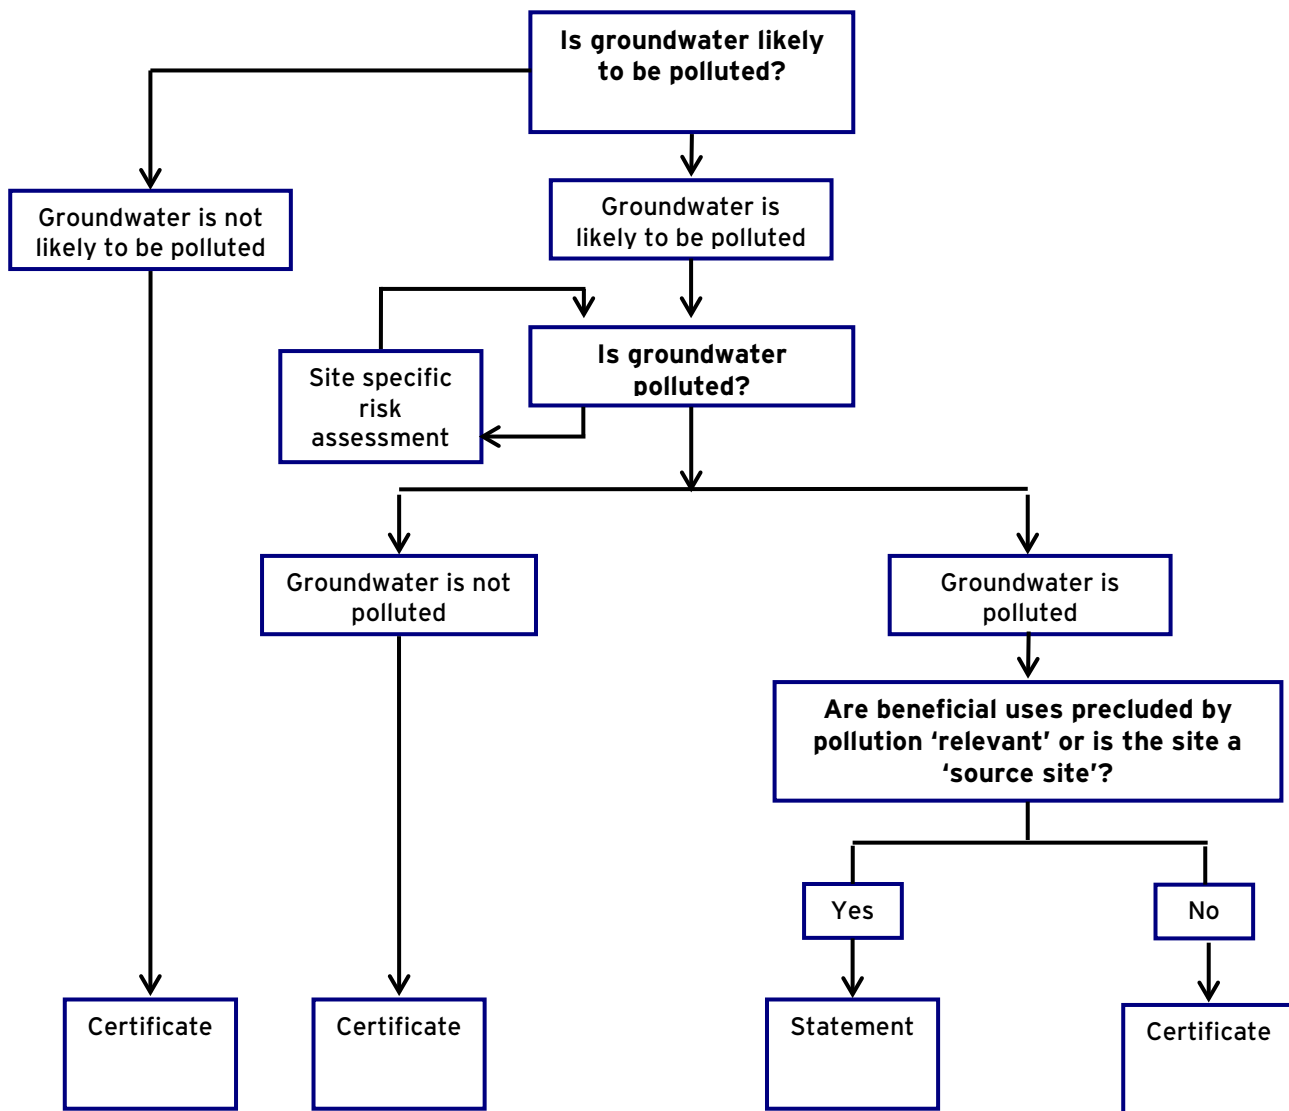 Is groundwater likely
to be polluted?
Groundwater is not
likely to be polluted
Groundwater is
likely to be polluted
Is groundwater
polluted?
Site specific
risk
assessment
Groundwater is not
polluted
Groundwater is
polluted
Are beneficial uses precluded by
pollution ‘relevant’ or is the site a
‘source site’?
Yes
No
Certificate
Certificate
Statement
Certificate